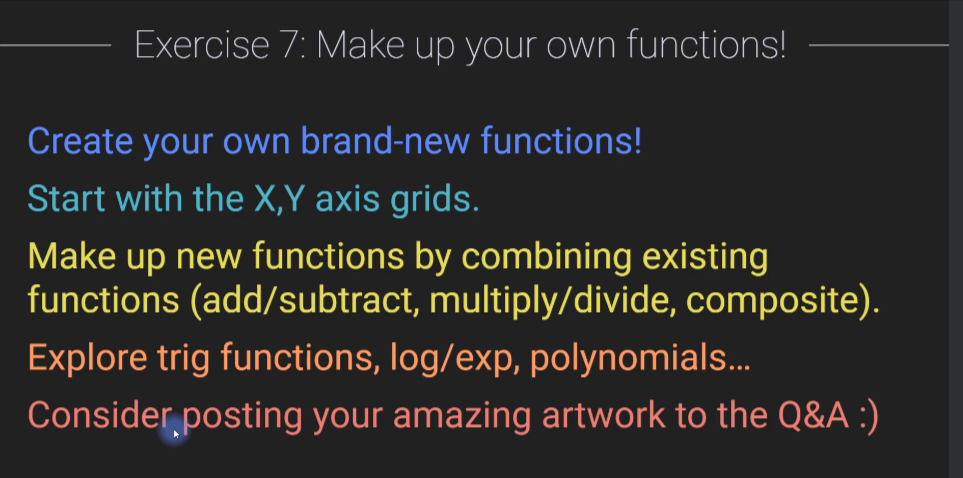 Exercise 7: Make up your own functions!
Create your own brand-new functions!
Start with the X,Y axis grids.
Make up new functions by combining existing
functions (add/subtract, multiply/divide, composite).
Explore trig functions, log/exp, polynomials...
Consider posting your amazing artwork to the Q&A :)